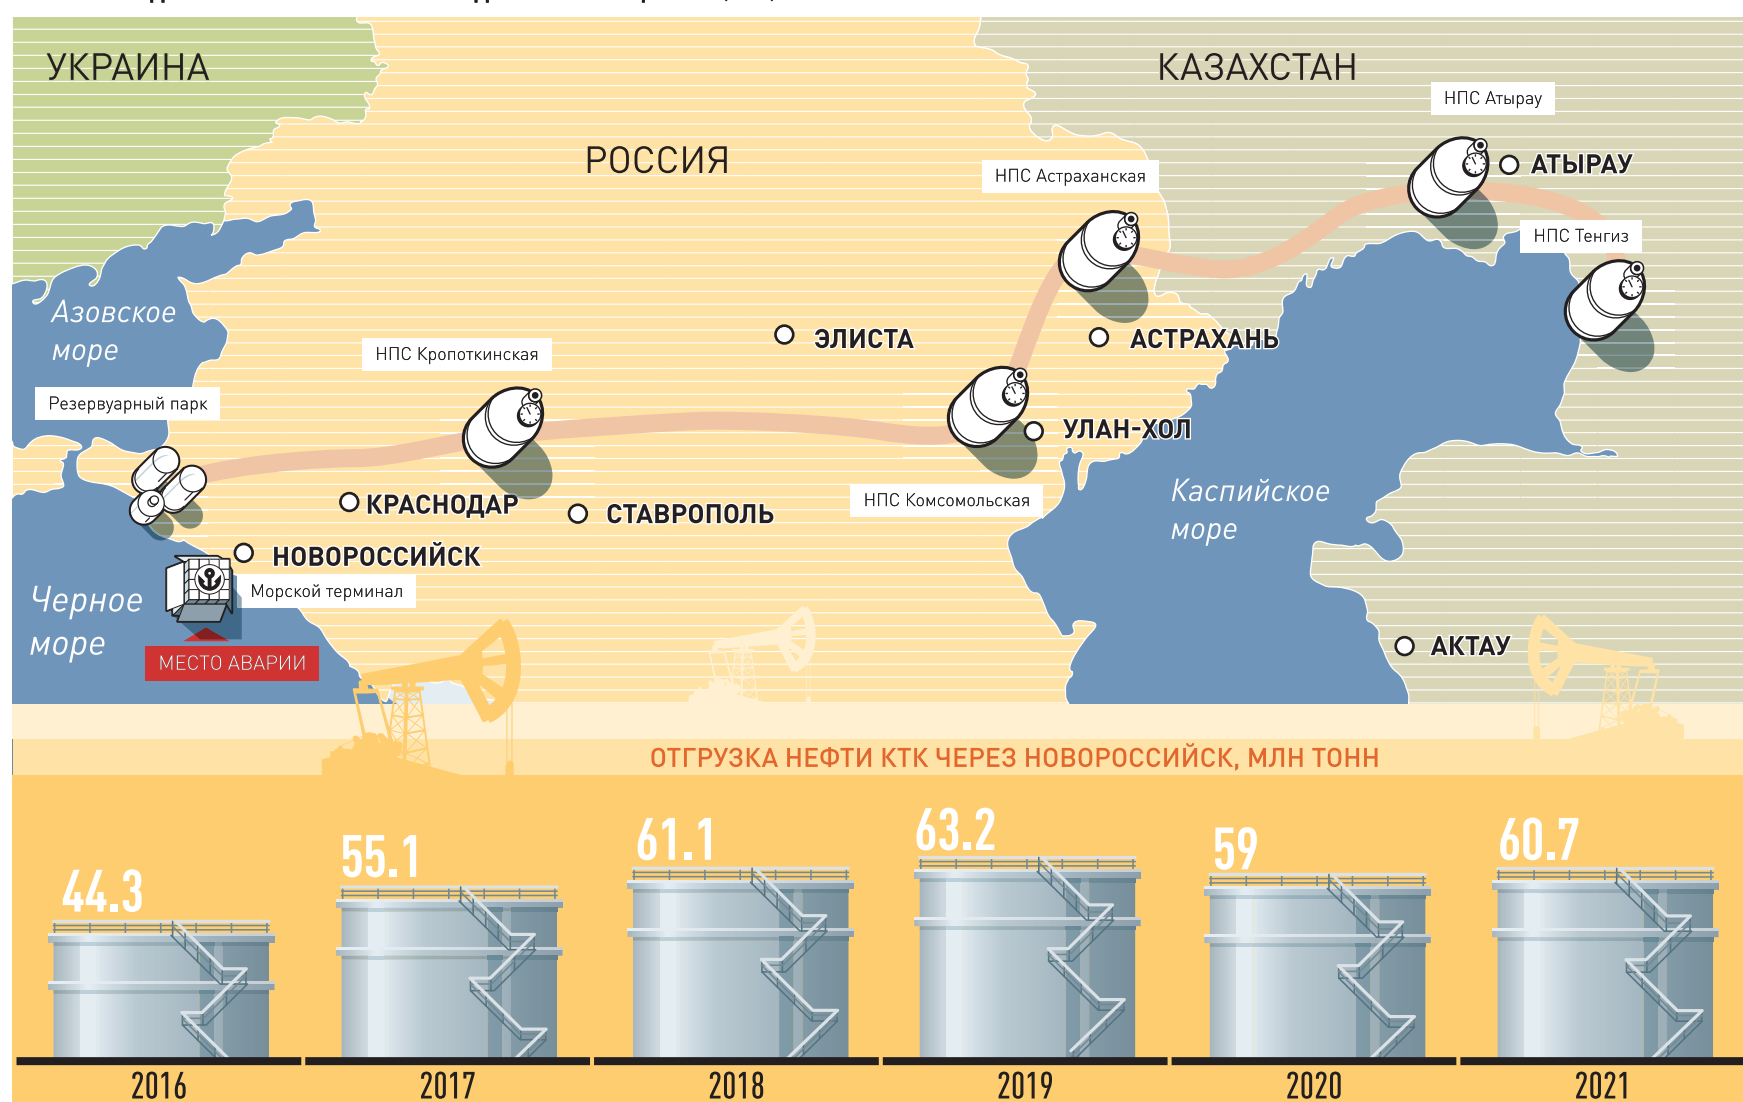 УКРАИНА
КАЗАХСТАН
НПС Атырау
РОССИЯ
АТЫРАУ
НПС Астраханская
НПС Тенгиз
Азовское
море
ЭЛИСТА
АСТРАХАНЬ
НПС Кропоткинская
Резервуарный парк
УЛАН-ХОЛ
НПС Комсомольская
Каспийское
море
КРАСНОДАР
СТАВРОПОЛЬ
НОВОРОССИЙСК
Морской терминал
Черное
море
АКТАУ
МЕСТО АВАРИИ
ОТГРУЗКА НЕФТИ КТК ЧЕРЕЗ НОВОРОССИЙСК, МЛН ТОНН
44.3
55.1
61.1
63.2
59
60.7
2016
2017
2018
2019
2020
2021